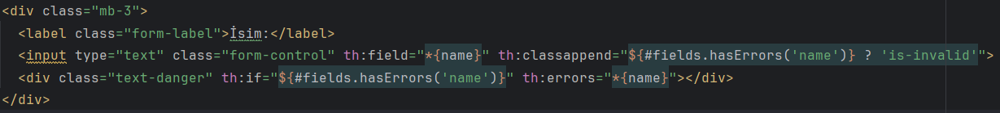 <div class="mb-3">
<label class="form-label">İsim:</label>
<input type="text" class="form-control" th:field="*{name}" th:classappend="${#fields.hasErrors('name')} ? 'is-invalid'">
<div class="text-danger" th:if="${#fields.hasErrors('name')}" th:errors="*{name}"></div>
</div>